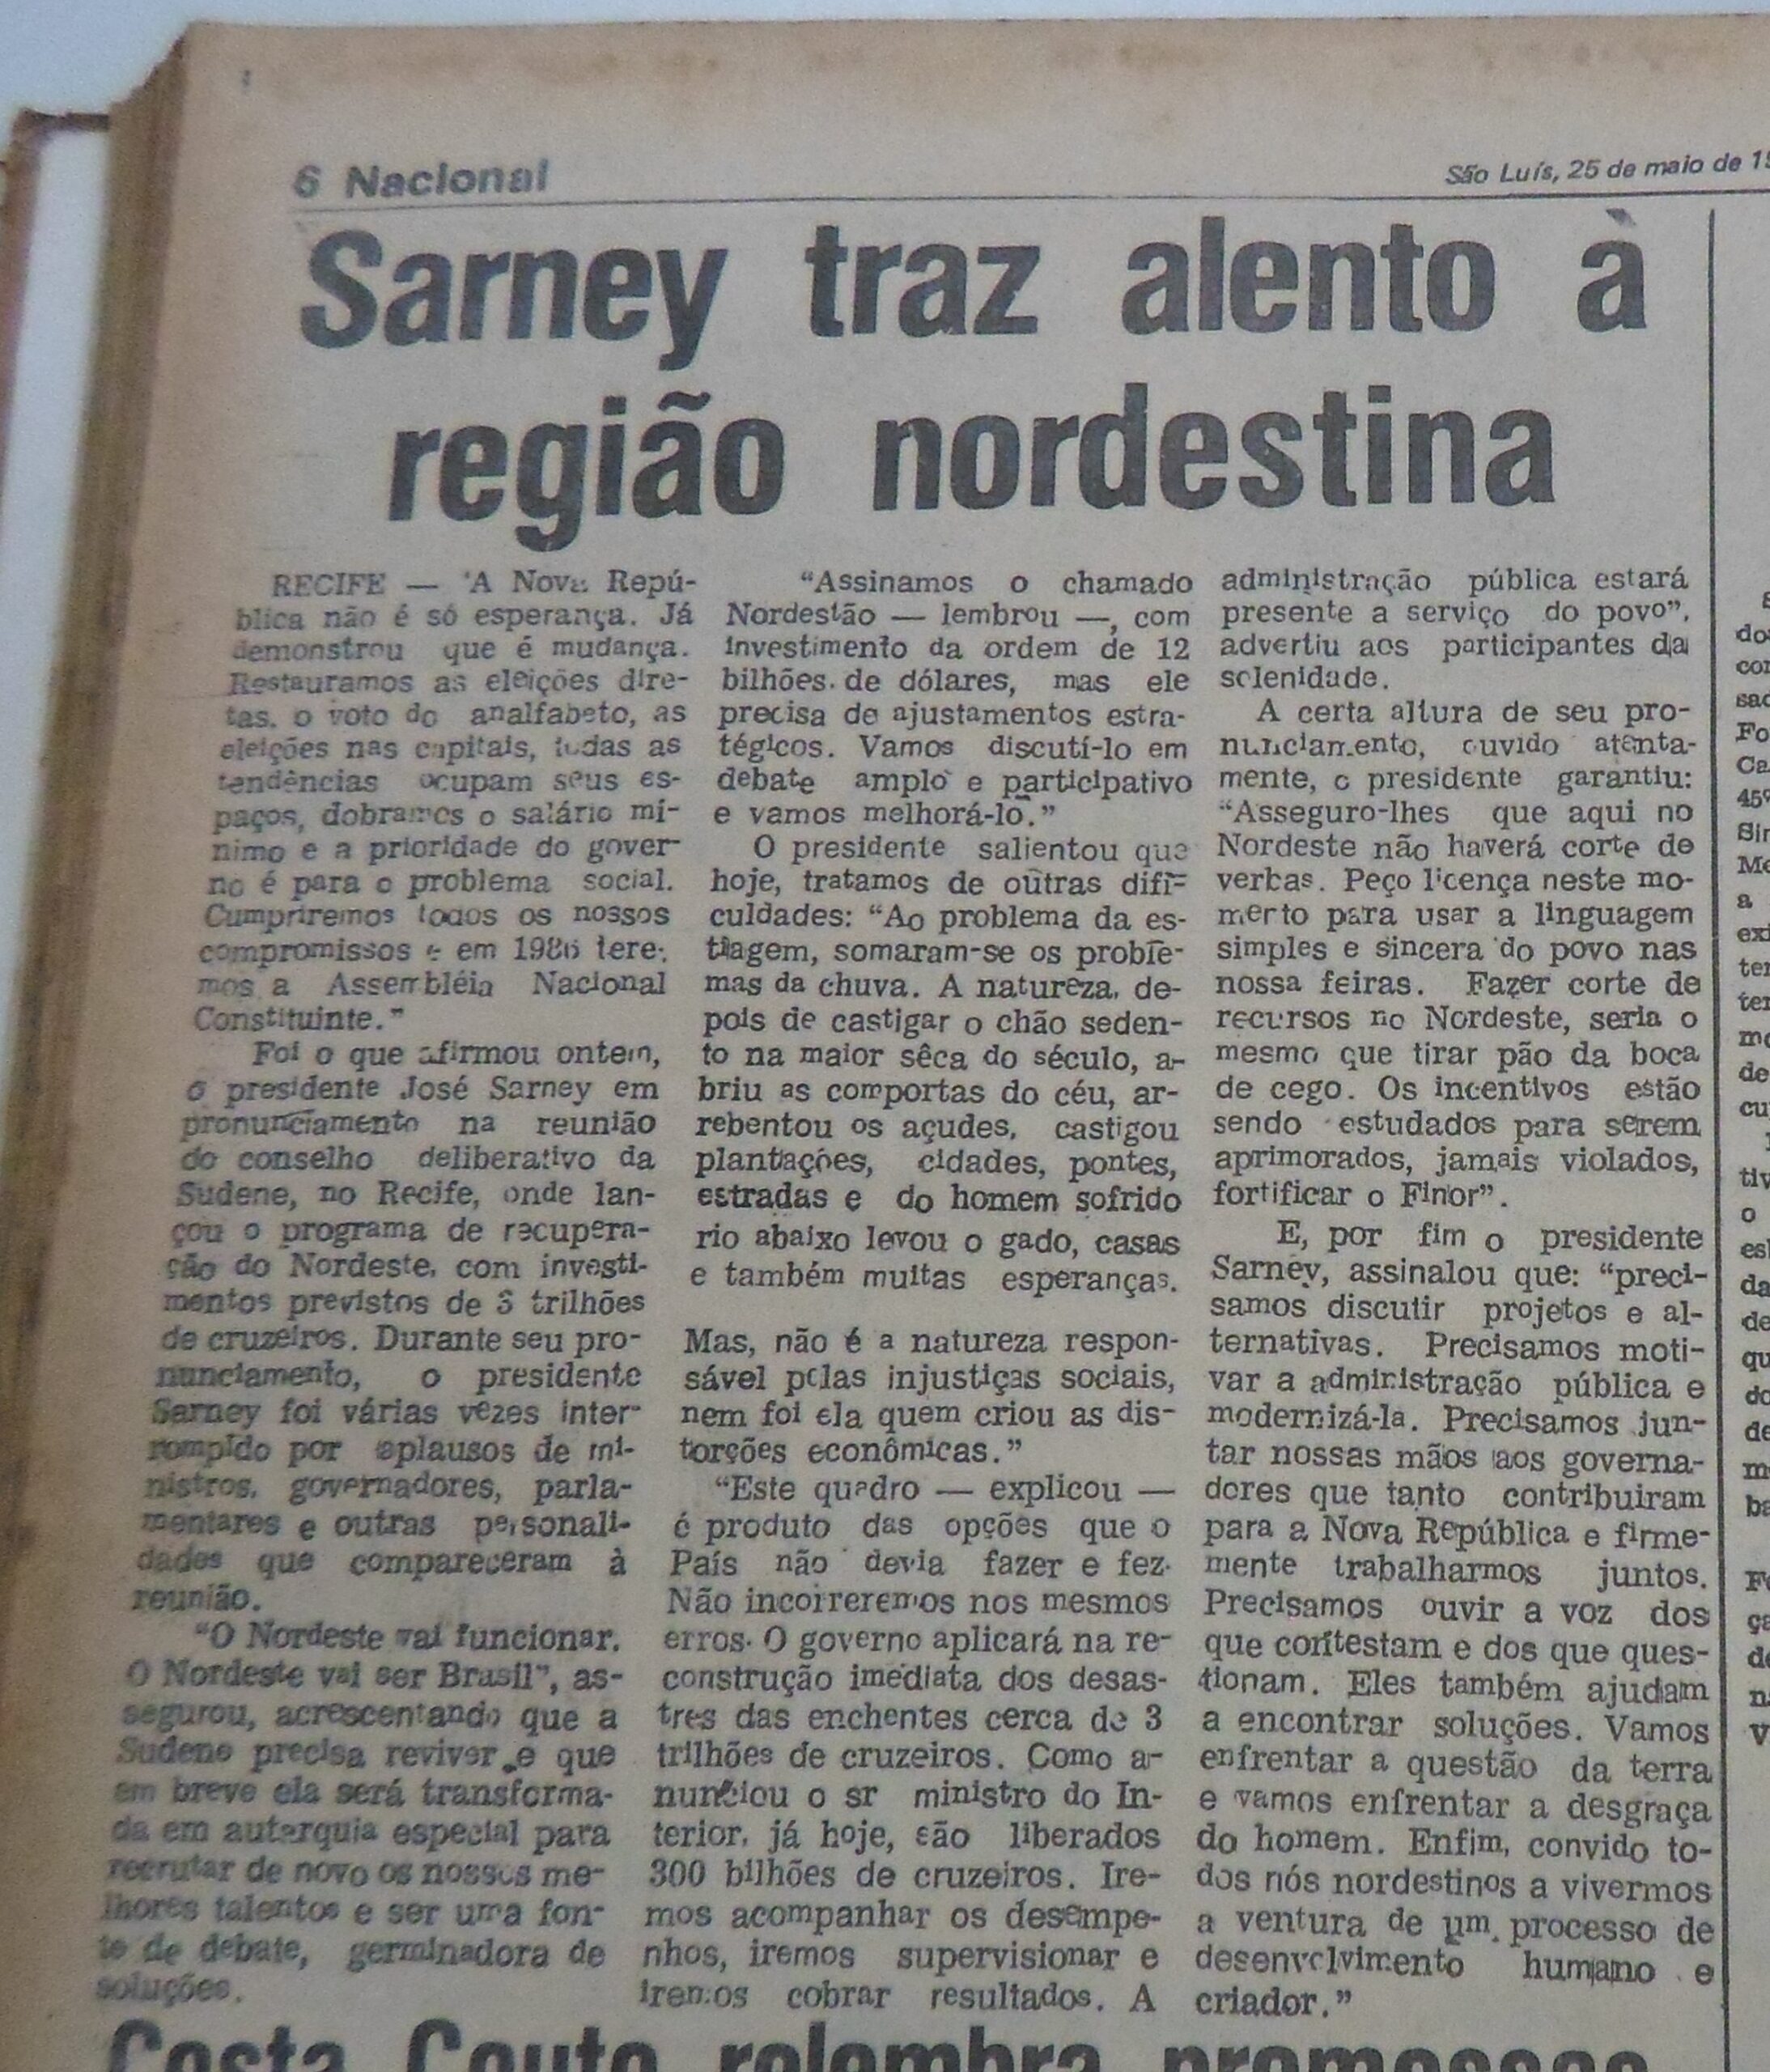 6 Nacional
São Luís, 25 de maio de 19
Sarney traz alento à
região nordestina
RECIFE — 'A Nova Repú-
blica não é só esperança. Já
demonstrou que é mudança.
Restauramos as eleições dire-
tas, o voto do analfabeto, as
eleições nas capitais, todas as
tendências ocupam seus es-
paços, dobramos o salário mí-
nimo e a prioridade do gover-
no é para o problema social.
Cumpriremos todos os nossos
compromissos e em 1986 tere-
mos a Assembléia Nacional
Constituinte."
Foi o que afirmou ontem,
o presidente José Sarney em
pronunciamento na reunião
do conselho deliberativo da
Sudene, no Recife, onde lan-
çou o programa de recupera-
ção do Nordeste, com investi-
mentos previstos de 3 trilhões
de cruzeiros. Durante seu pro-
nunciamento, o presidente
Sarney foi várias vezes inter-
rompido por aplausos de mi-
nistros, governadores, parla-
mentares e outras personali-
dades que compareceram à
reunião.
"O Nordeste vai funcionar.
O Nordeste vai ser Brasil", as-
segurou, acrescentando que a
Sudene precisa reviver e que
em breve ela será transforma-
da em autarquia especial para
recrutar de novo os nossos me-
lhores talentos e ser uma fon-
te de debate, germinadora de
soluções.
"Assinamos o chamado
Nordestão — lembrou —, com
investimento da ordem de 12
bilhões de dólares, mas ele
precisa de ajustamentos estra-
tégicos. Vamos discutí-lo em
debate amplo e participativo
e vamos melhorá-lo."
O presidente salientou que
hoje, tratamos de outras difi-
culdades: "Ao problema da es-
tiagem, somaram-se os proble-
mas da chuva. A natureza, de-
pois de castigar o chão seden-
to na maior sêca do século, a-
briu as comportas do céu, ar-
rebentou os açudes, castigou
plantações, cidades, pontes,
estradas e do homem sofrido
rio abaixo levou o gado, casas
e também muitas esperanças.
Mas, não é a natureza respon-
sável pelas injustiças sociais,
nem foi ela quem criou as dis-
torções econômicas."
"Este quadro — explicou —
é produto das opções que o
País não devia fazer e fez.
Não incorreremos nos mesmos
erros. O governo aplicará na re-
construção imediata dos desas-
tres das enchentes cerca de 3
trilhões de cruzeiros. Como a-
nunciou o sr ministro do In-
terior, já hoje, são liberados
300 bilhões de cruzeiros. Ire-
mos acompanhar os desempe-
nhos, iremos supervisionar e
iremos cobrar resultados. A
administração pública estará
presente a serviço do povo",
advertiu aos participantes da
solenidade.
A certa altura de seu pro-
nunciamento, ouvido atenta-
mente, o presidente garantiu:
"Asseguro-lhes que aqui no
Nordeste não haverá corte de
verbas. Peço licença neste mo-
merto para usar a linguagem
simples e sincera do povo nas
nossa feiras. Fazer corte de
recursos no Nordeste, seria o
mesmo que tirar pão da boca
de cego. Os incentivos estão
sendo estudados para serem
aprimorados, jamais violados,
fortificar o Finor".
E, por fim o presidente
Sarney, assinalou que: "preci-
samos discutir projetos e al-
ternativas. Precisamos moti-
var a administração pública e
modernizá-la. Precisamos jun-
tar nossas mãos aos governa-
dores que tanto contribuiram
para a Nova República e firme-
mente trabalharmos juntos.
Precisamos ouvir a voz dos
que contestam e dos que ques-
tionam. Eles também ajudam
a encontrar soluções. Vamos
enfrentar a questão da terra
e vamos enfrentar a desgraça
do homem. Enfim, convido to-
dos nós nordestinos a vivermos
a ventura de um processo de
desenvolvimento humano e
criador."
Costa Couto relembra promessas